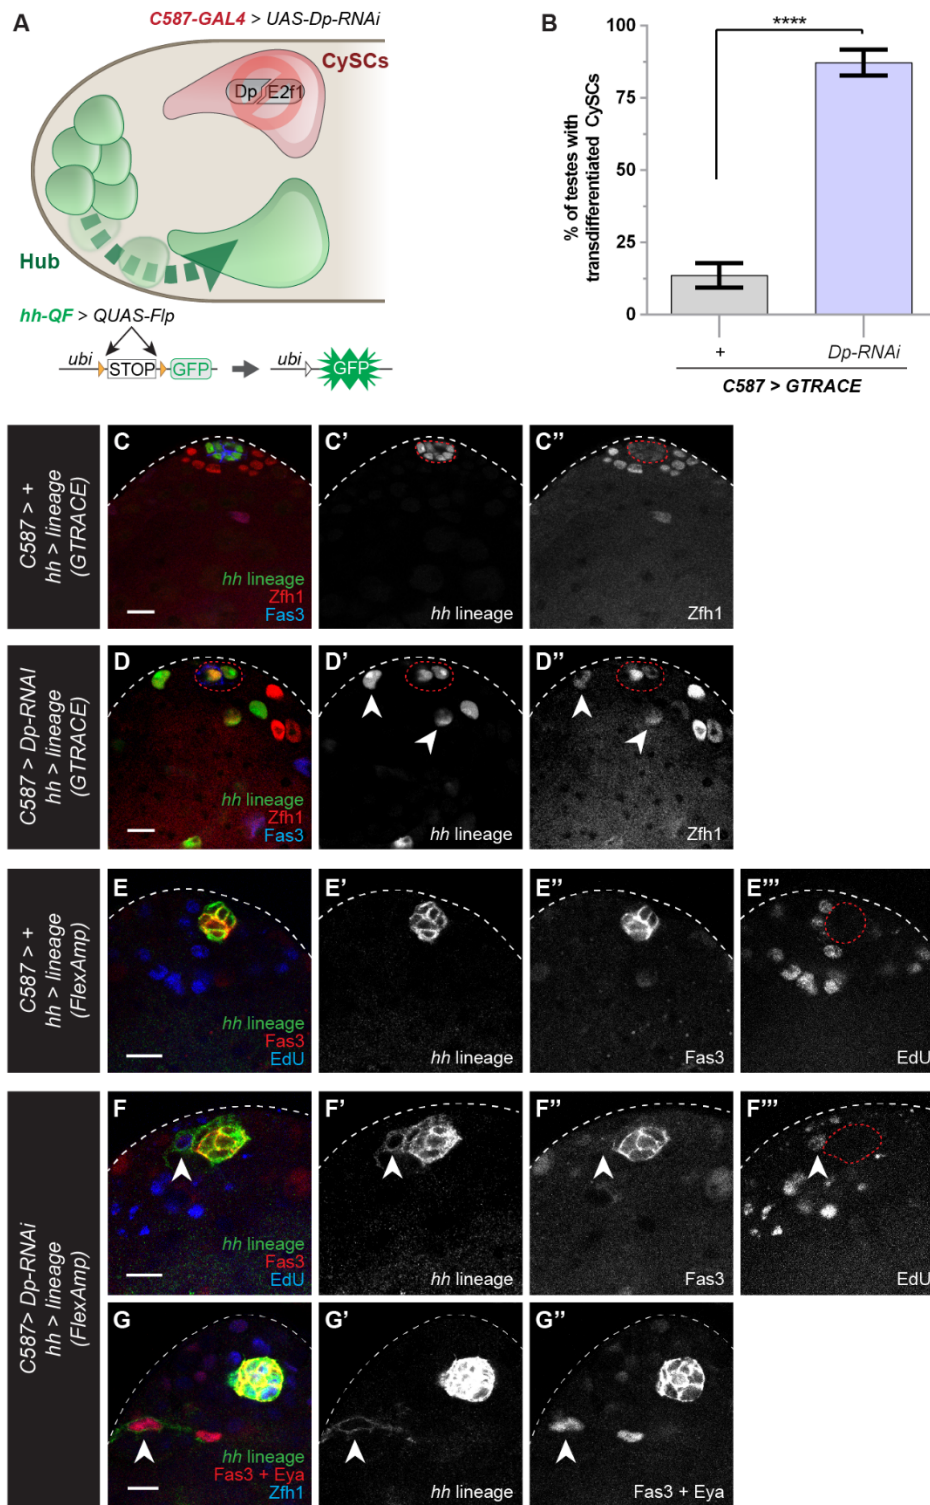 A
C587-GAL4 > UAS-Dp-RNAi
CySCs
Dp E2f1
Hub
hh-QF > QUAS-Flp
ubi STOP GFP ubi GFP
B
% of testes with
transdifferentiated CySCs
100
75
50
25
0
****
+ Dp-RNAi
C587 > GTRACE
C587 > +
hh > lineage
(GTRACE)
C
hh lineage
Zfh1
Fas3
C'
hh lineage
C''
Zfh1
C587 > Dp-RNAI
hh > lineage
(GTRACE)
D
hh lineage
Zfh1
Fas3
D'
hh lineage
D''
Zfh1
C587 > +
hh > lineage
(FlexAmp)
E
hh lineage
Fas3
EdU
E'
hh lineage
E''
Fas3
E'''
EdU
C587> Dp-RNAi
hh > lineage
(FlexAmp)
F
hh lineage
Fas3
EdU
F'
hh lineage
F''
Fas3
F'''
EdU
G
hh lineage
Fas3 + Eya
Zfh1
G'
hh lineage
G''
Fas3 + Eya